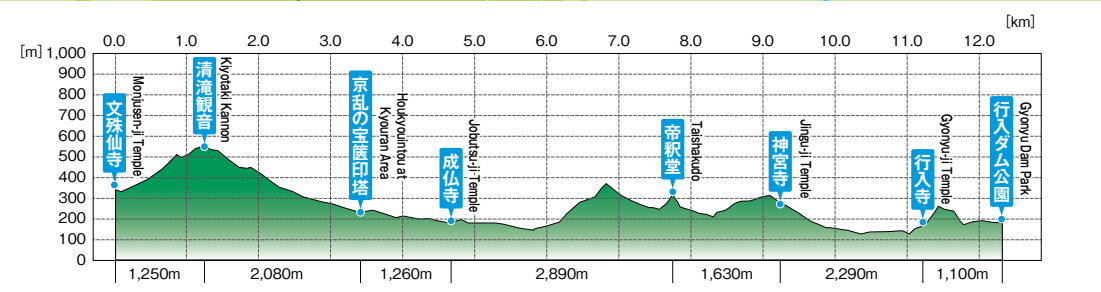 [km]
0.0 1.0 2.0 3.0 4.0 5.0 6.0 7.0 8.0 9.0 10.0 11.0 12.0
[m]
1,000
900
800
700
600
500
400
300
200
100
0
文殊仙寺
Monjusen-ji Temple
清滝観音
Kiyotaki Kannon
京乱の宝篋印塔
Houkyouintou at
Kyouran Area
成仏寺
Jobutsu-ji Temple
帝釈堂
Taishakudo
神宮寺
Jingu-ji Temple
行入寺
Gyonyu-ji Temple
行入ダム公園
Gyonyu Dam Park
1,250m 2,080m 1,260m 2,890m 1,630m 2,290m 1,100m